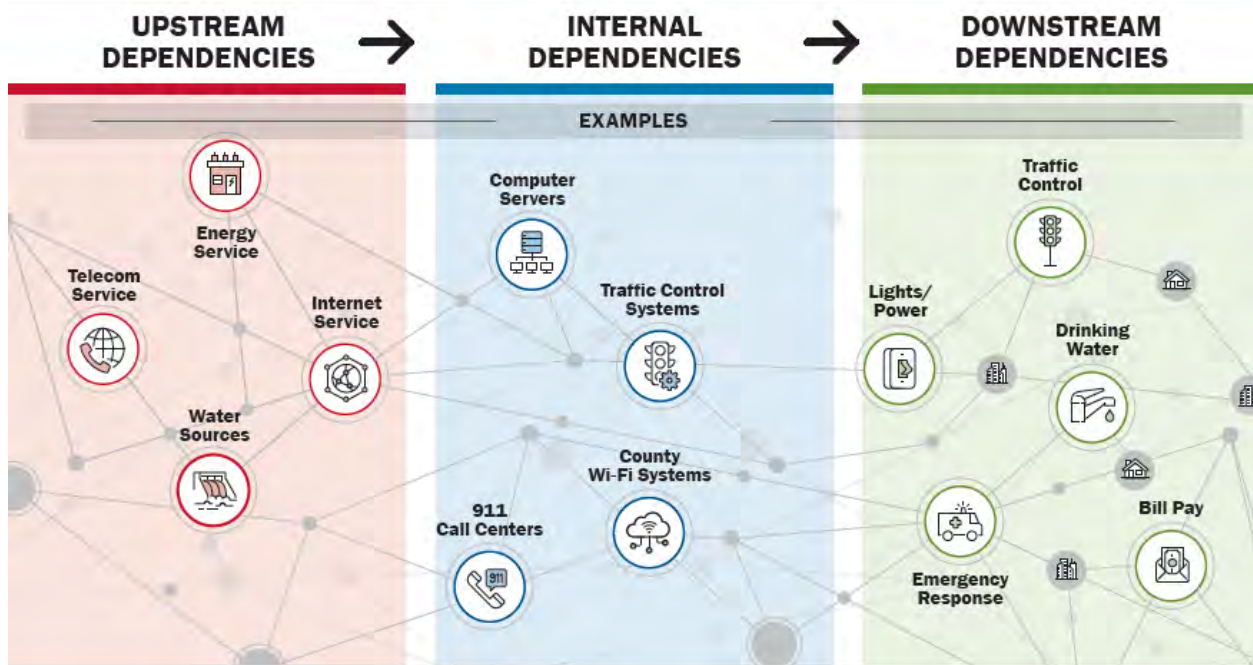 UPSTREAM
DEPENDENCIES
INTERNAL
DEPENDENCIES
DOWNSTREAM
DEPENDENCIES
EXAMPLES
Energy
Service
Telecom
Service
Internet
Service
Water
Sources
Computer
Servers
Traffic Control
Systems
County
Wi-Fi Systems
911
Call Centers
911
Traffic
Control
Lights/
Power
Drinking
Water
Emergency
Response
Bill Pay